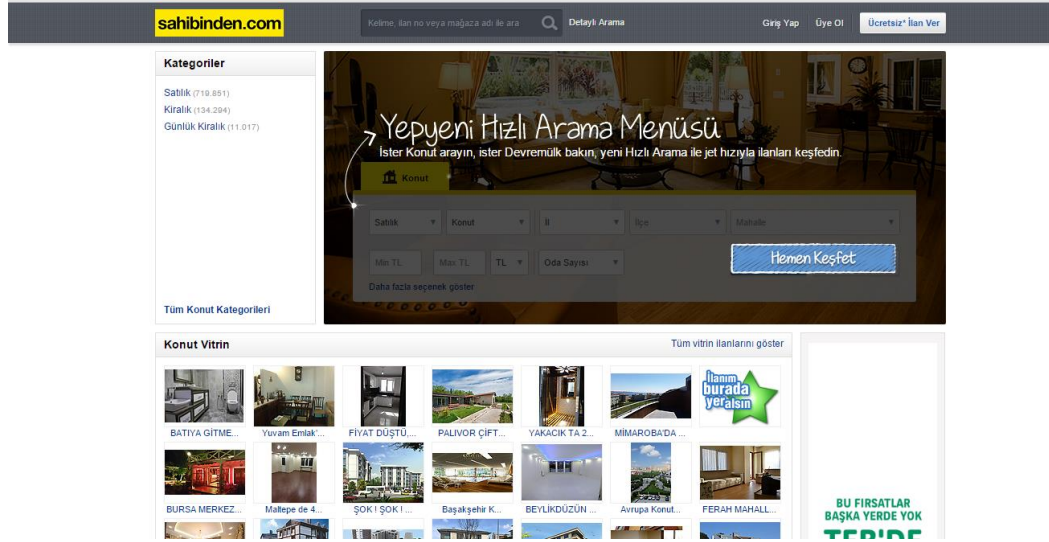 sahibinden.com
Kelime, ilan no veya mağaza adı ile ara
Detaylı Arama
Giriş Yap
Üye Ol
Ücretsiz* İlan Ver
Kategoriler
Satılık (719.851)
Kiralık (134.294)
Günlük Kiralık (11.017)
Tüm Konut Kategorileri
Yepyeni Hızlı Arama Menüsü
İster Konut arayın, ister Devremülk bakın, yeni Hızlı Arama ile jet hızıyla ilanları keşfedin.
Konut
Satılık
Konut
İl
İlçe
Mahalle
Min TL
Max TL
TL
Oda Sayısı
Hemen Keşfet
Daha fazla seçenek göster
Konut Vitrin
Tüm vitrin ilanlarını göster
İlanım
burada
yeralsın
BATIYA GİTME...
Yuvam Emlak'...
FİYAT DÜŞTÜ,...
PALIVOR ÇİFT...
YAKACIK TA 2...
MİMAROBA'DA ...
BURSA MERKEZ...
Maltepe de 4...
ŞOK ! ŞOK ! ...
Başakşehir K...
BEYLİKDÜZÜN ...
Avrupa Konut...
FERAH MAHALL...
BU FIRSATLAR
BAŞKA YERDE YOK
TEB'DE